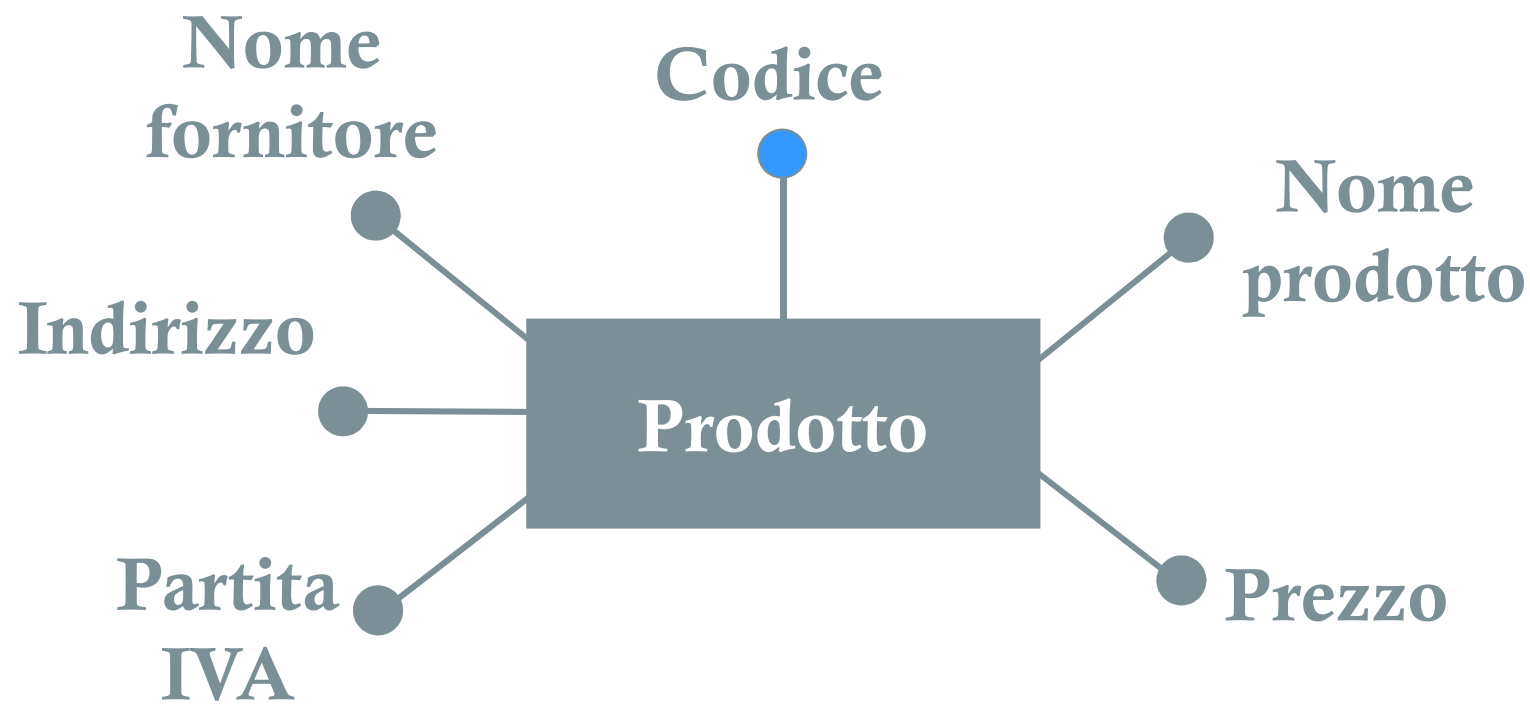 Nome
fornitore
Codice
Nome
prodotto
Indirizzo
Prodotto
Partita
IVA
Prezzo